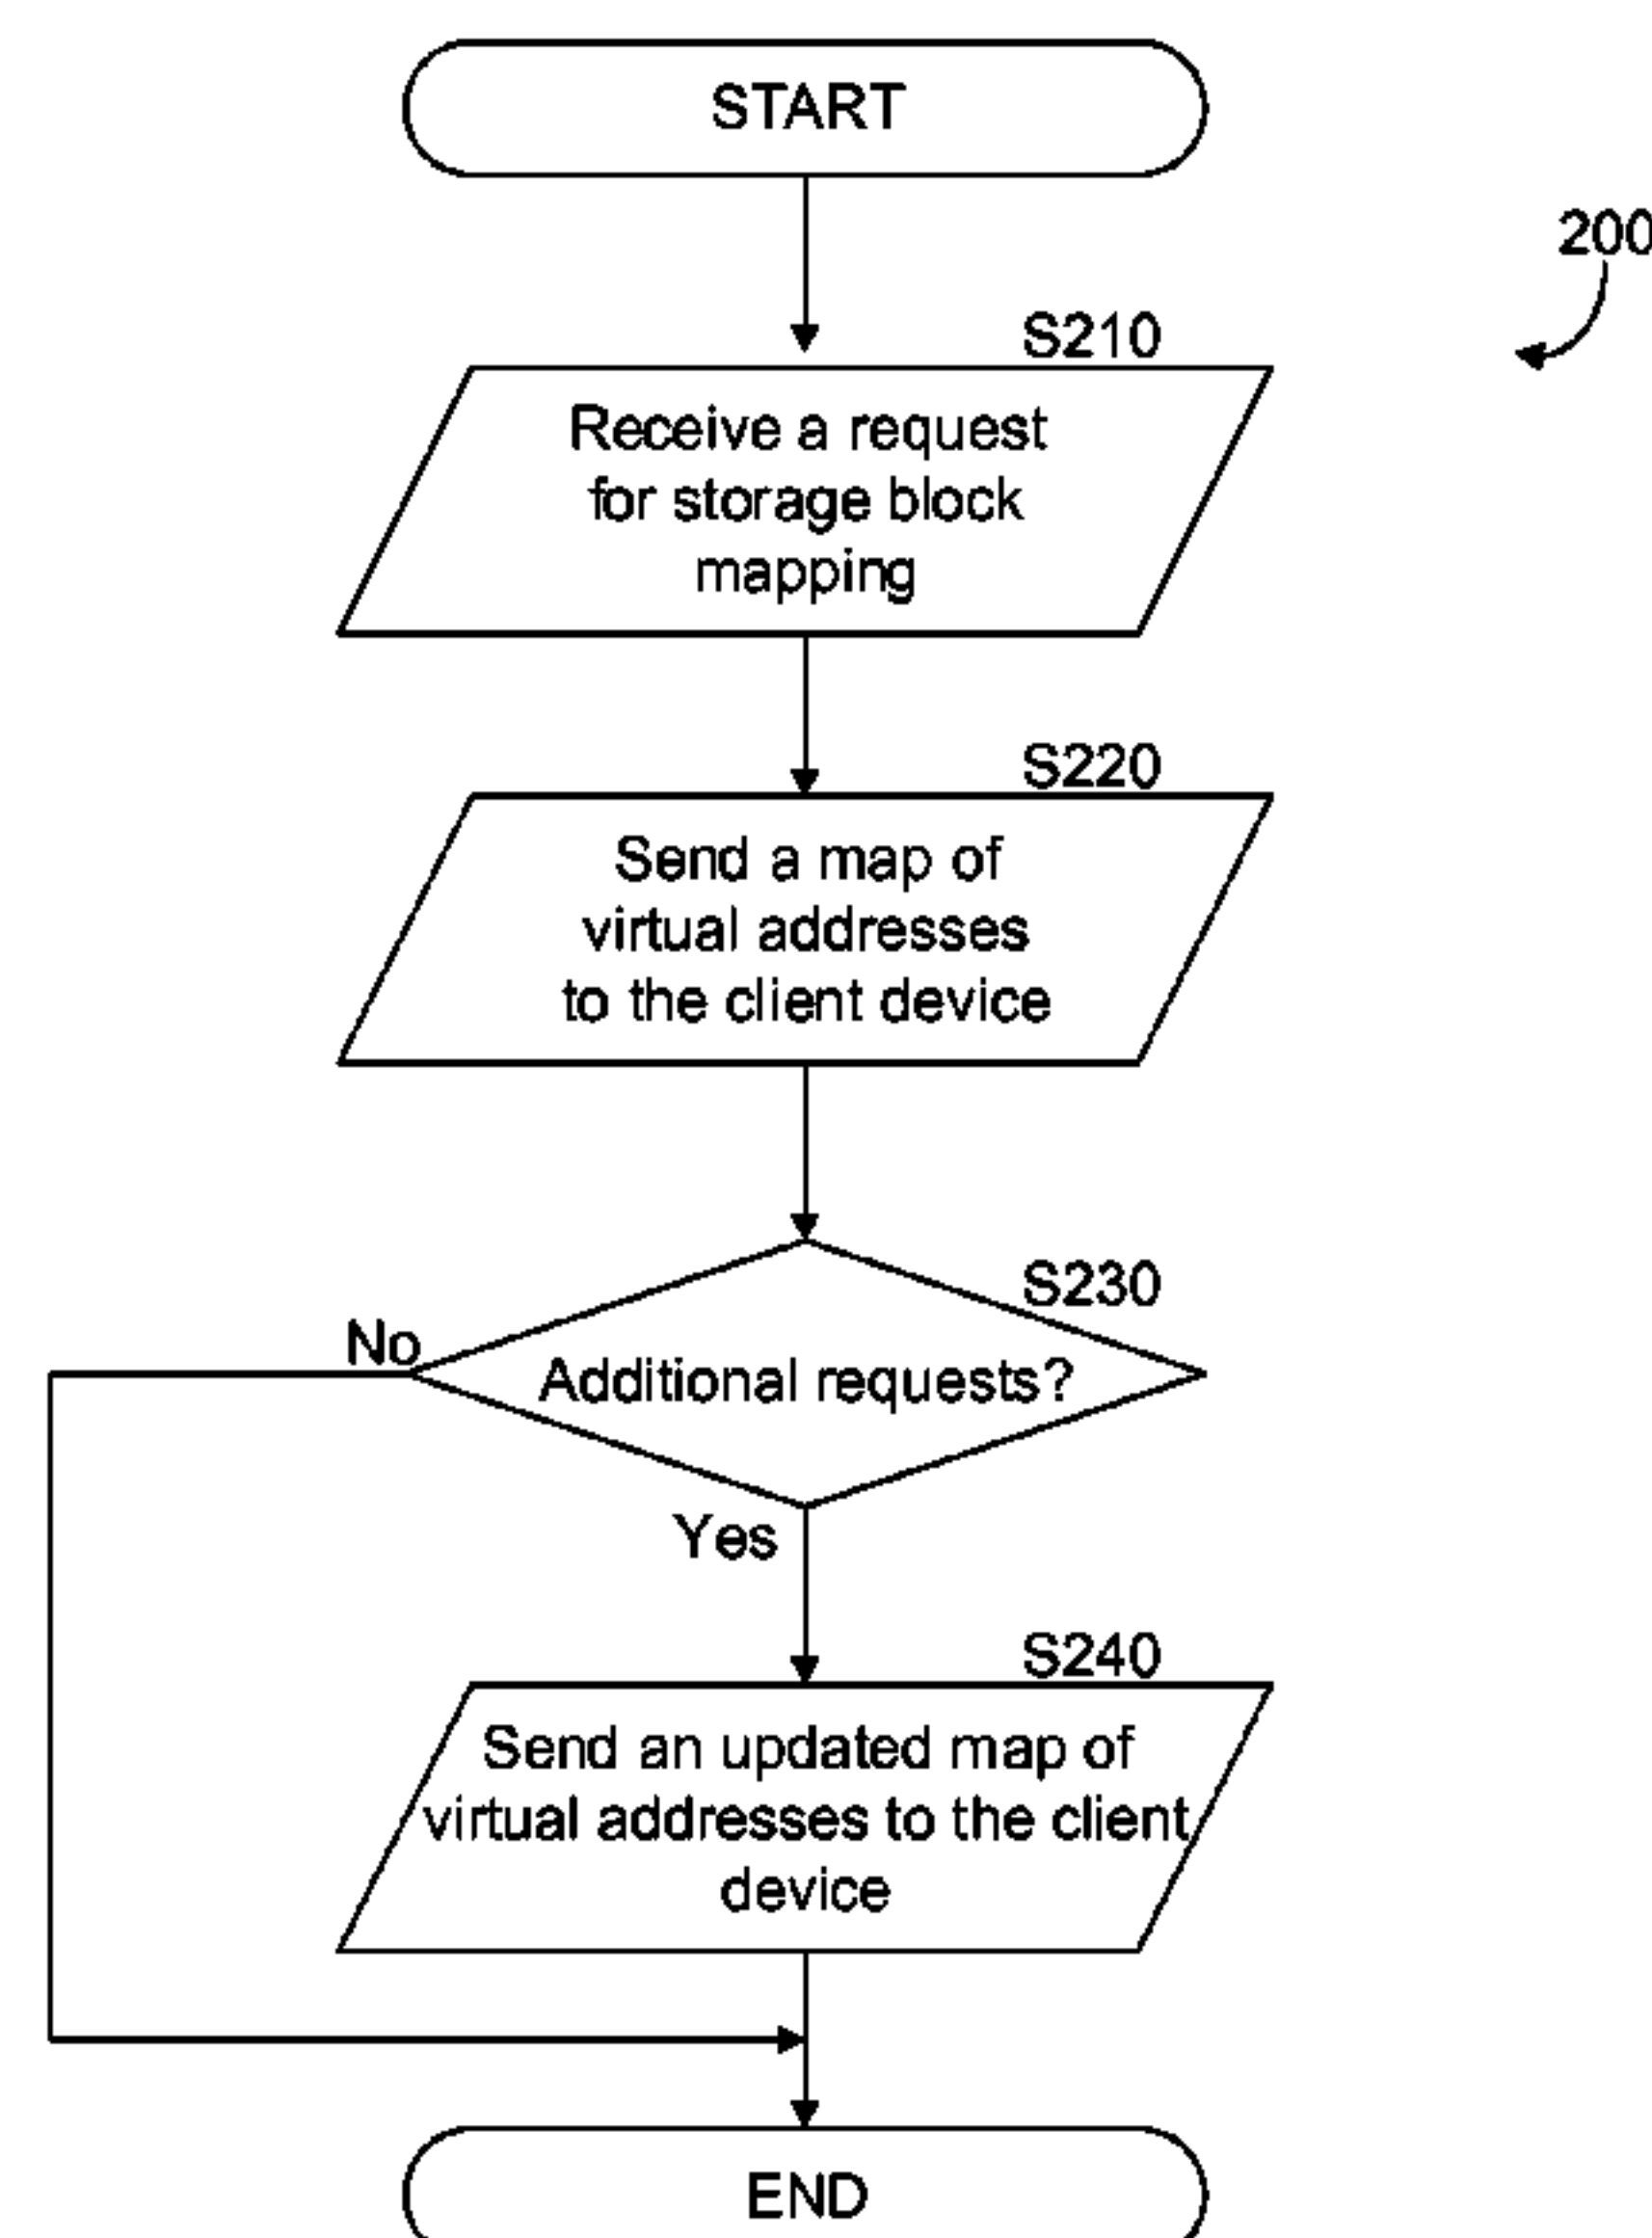 START
200
S210
Receive a request
for storage block
mapping
S220
Send a map of
virtual addresses
to the client device
S230
No
Additional requests?
Yes
S240
Send an updated map of
virtual addresses to the client
device
END